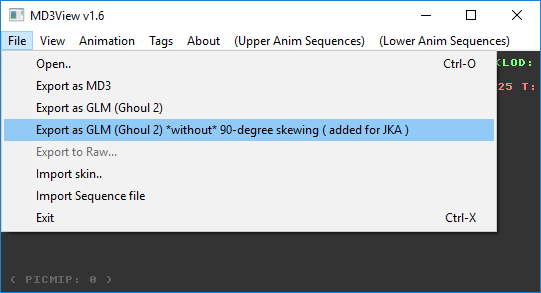 MD3View v1.6
File View Animation Tags About (Upper Anim Sequences) (Lower Anim Sequences)
Open.. Ctrl-O
LOD:
Export as MD3
25 T:
Export as GLM (Ghoul 2)
Export as GLM (Ghoul 2) *without* 90-degree skewing ( added for JKA )
Export to Raw...
Import skin..
Import Sequence file
Exit Ctrl-X
( PICMIP: 0 )